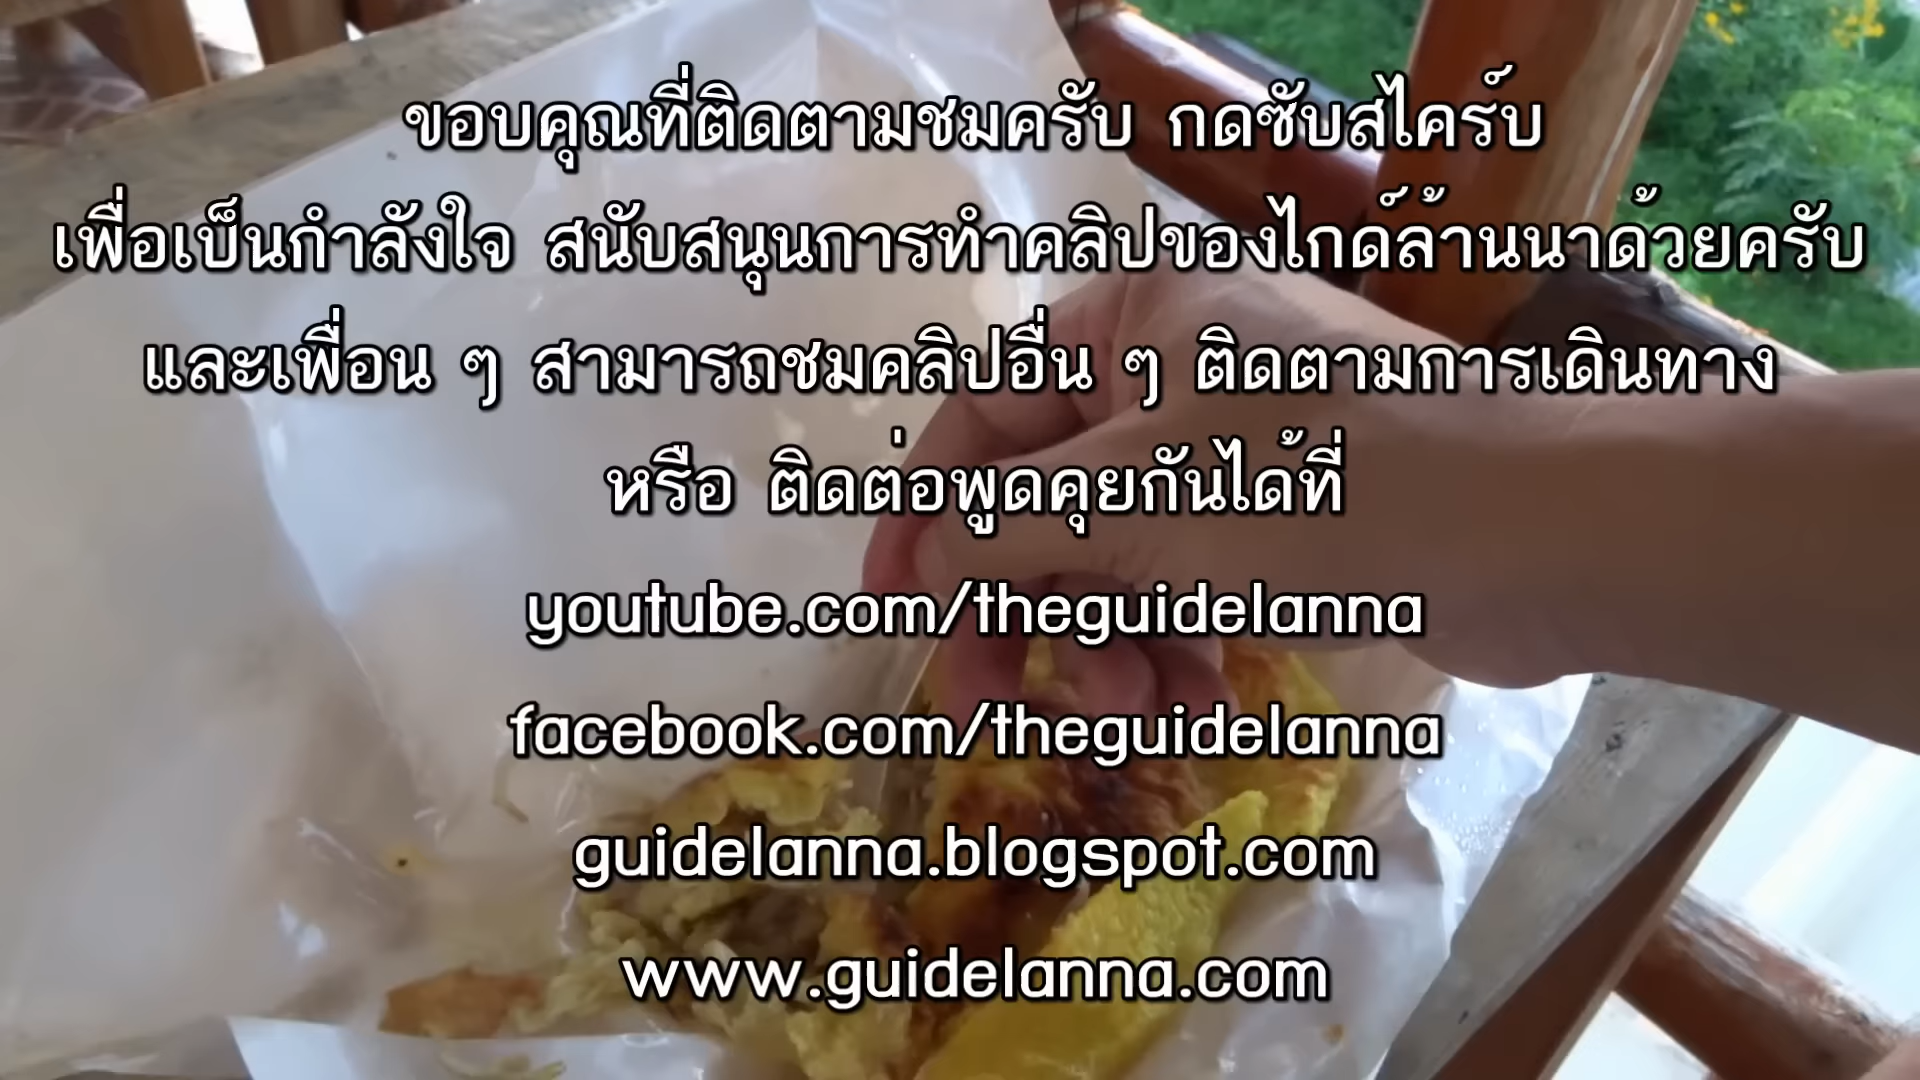 ขอบคุณที่ติดตามชมครับ กดซับสไคร์บ
เพื่อเป็นกำลังใจ สนับสนุนการทำคลิปของไกด์ล้านนาด้วยครับ
และเพื่อน ๆ สามารถชมคลิปอื่น ๆ ติดตามการเดินทาง
หรือ ติดต่อพูดคุยกันได้ที่
youtube.com/theguidelanna
facebook.com/theguidelanna
guidelanna.blogspot.com
www.guidelanna.com